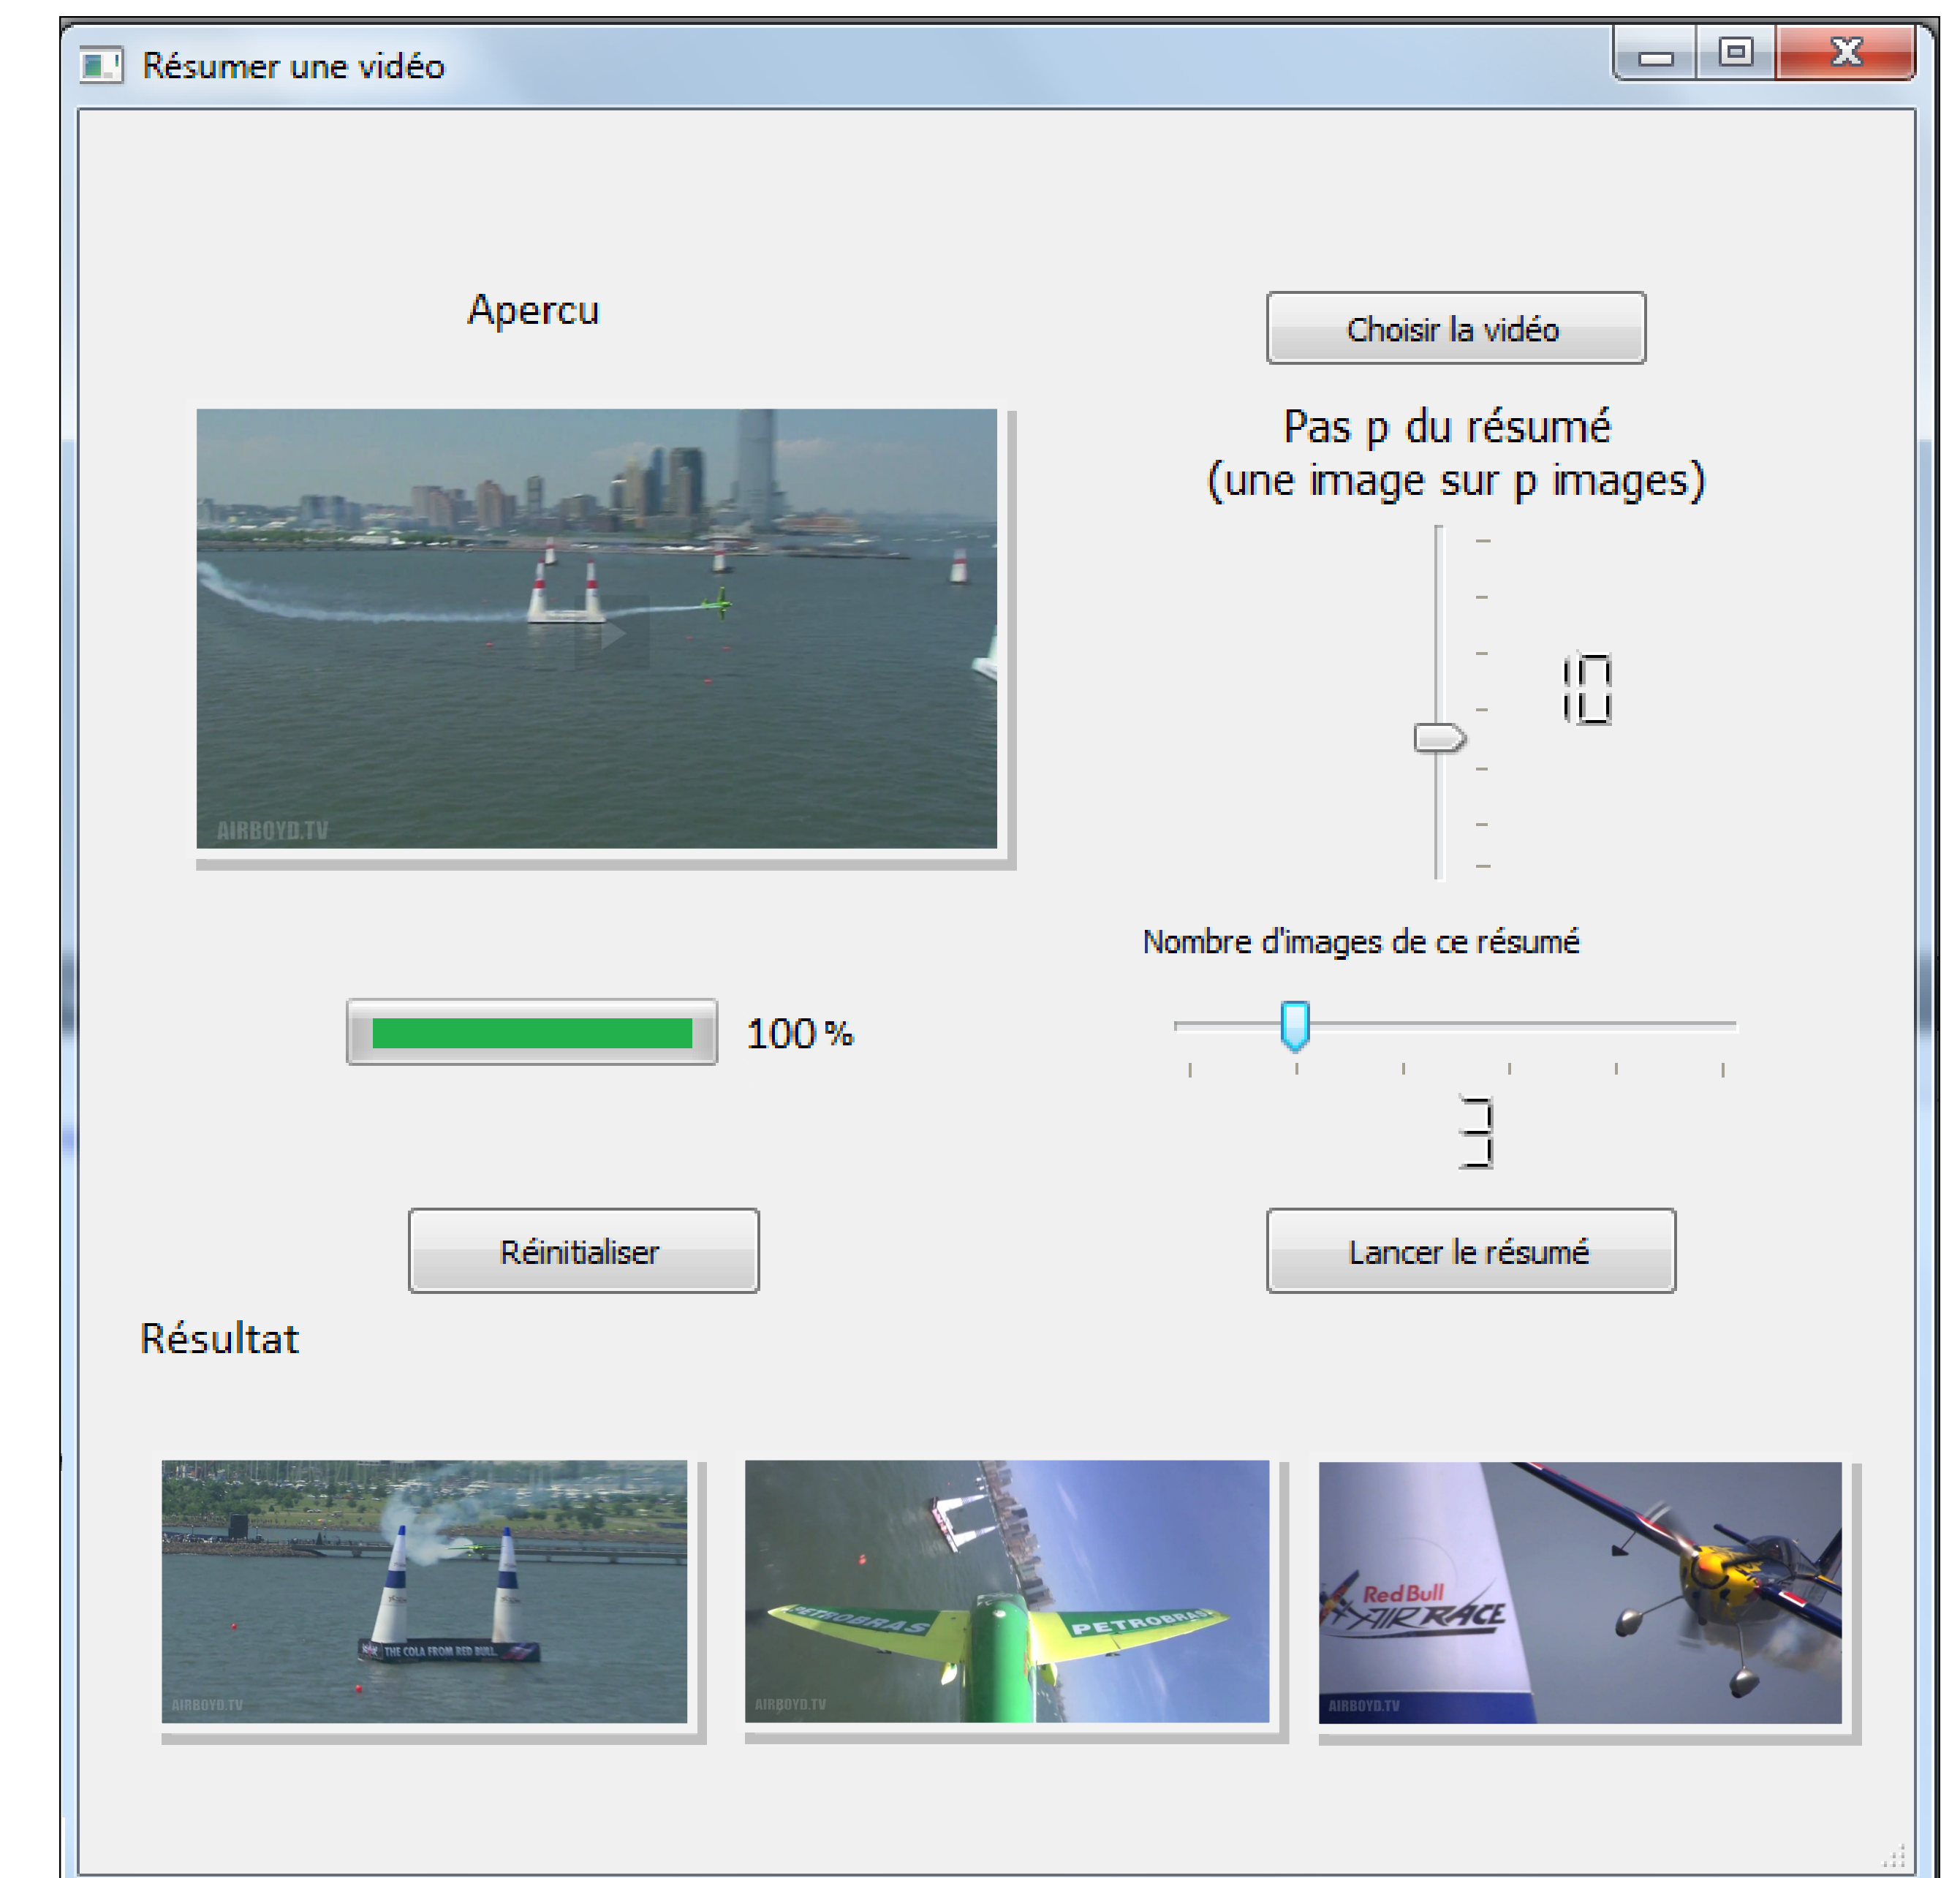 Résumer une vidéo
Apercu
Choisir la vidéo
Pas p du résumé
(une image sur p images)
10
AIRBOYD.TV
Nombre d'images de ce résumé
100 %
3
Réinitialiser
Lancer le résumé
Résultat
THE COLA FROM RED BULL
AIRBOYD.TV
PETROBRAS
PETROBRAS
AIRBOYD.TV
Red Bull
AIR RACE
AIRBOYD.TV